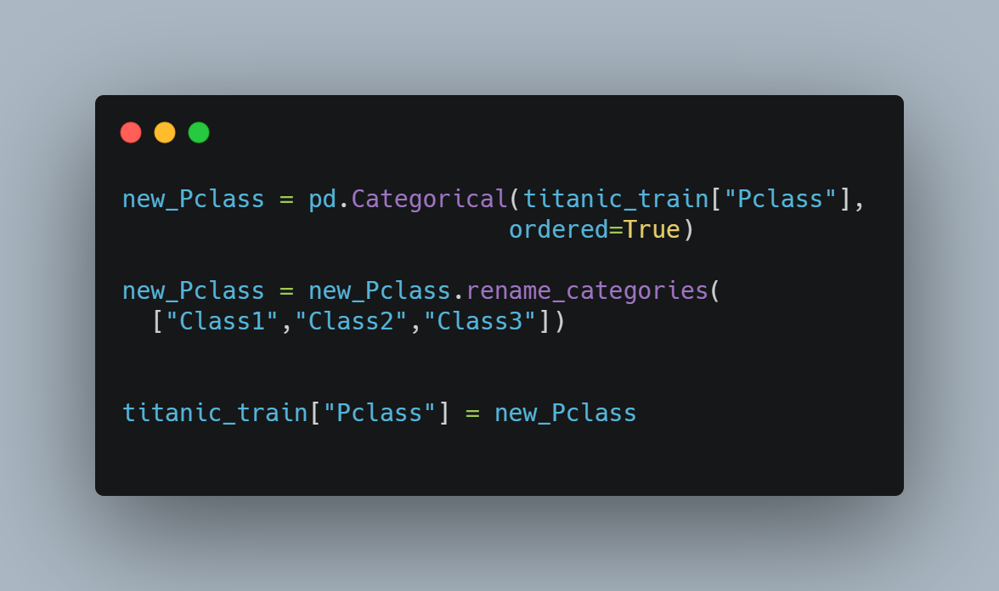 new_Pclass = pd.Categorical(titanic_train["Pclass"],
                           ordered=True)
new_Pclass = new_Pclass.rename_categories(
  ["Class1","Class2","Class3"])
titanic_train["Pclass"] = new_Pclass